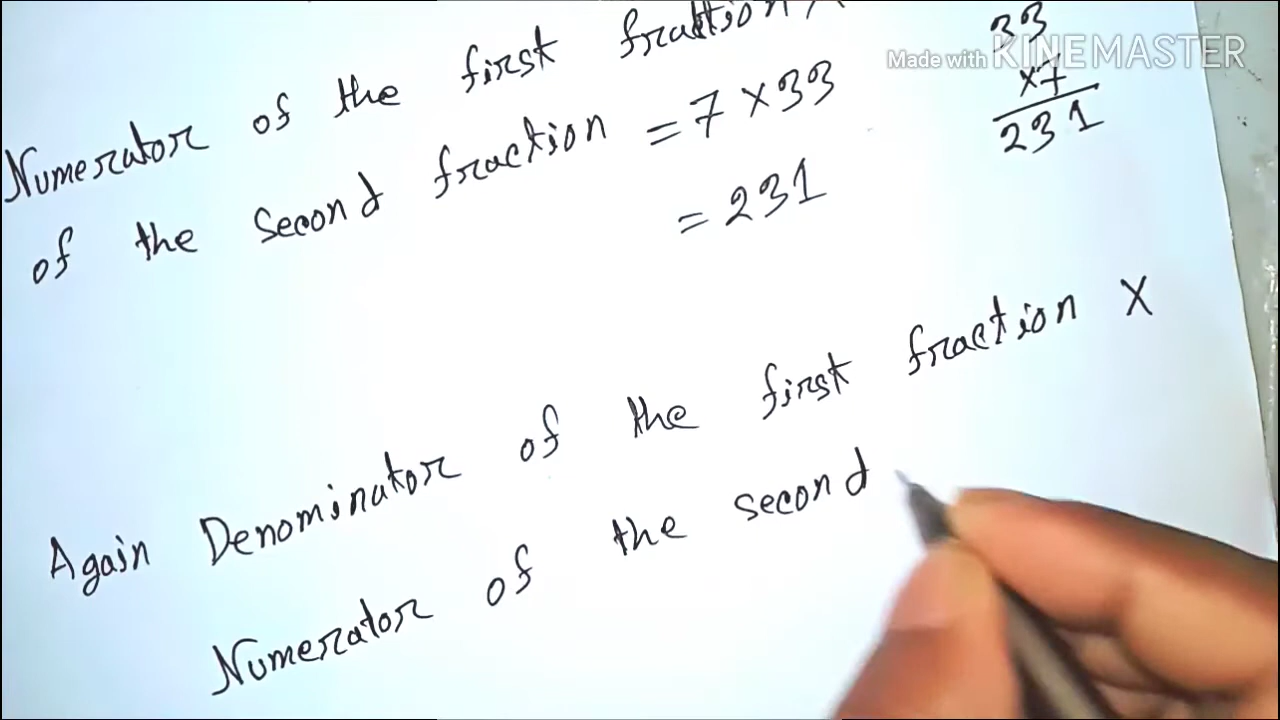 Numerator of the first fraction X
of the second fraction = 7 × 33
= 231
33
×7
231
Again Denominator of the first fraction X
Numerator of the second
Made with KINEMASTER